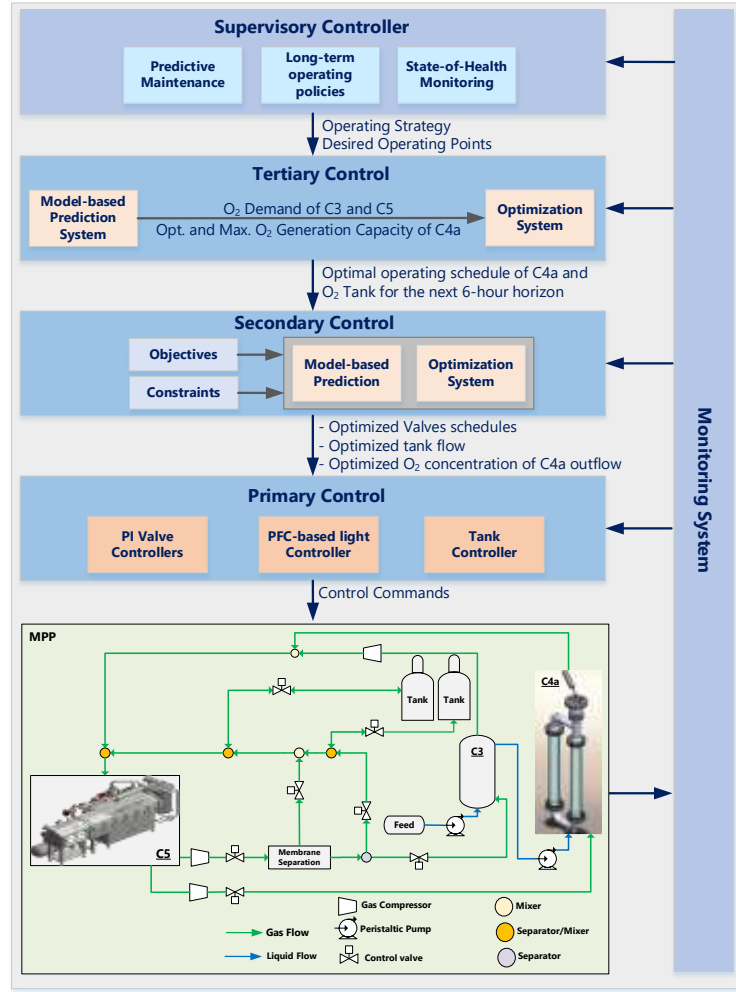 Supervisory Controller
Predictive
Maintenance
Long-term
operating
policies
State-of-Health
Monitoring
Operating Strategy
Desired Operating Points
Tertiary Control
Model-based
Prediction
System
O₂ Demand of C3 and C5
Opt. and Max. O₂ Generation Capacity of C4a
Optimization
System
Optimal operating schedule of C4a and
O₂ Tank for the next 6-hour horizon
Secondary Control
Objectives
Constraints
Model-based
Prediction
Optimization
System
- Optimized Valves schedules
- Optimized tank flow
- Optimized O₂ concentration of C4a outflow
Primary Control
PI Valve
Controllers
PFC-based light
Controller
Tank
Controller
Control Commands
Monitoring System
MPP
Tank
Tank
C4a
C3
C5
Feed
Membrane
Separation
Gas Flow
Liquid Flow
Gas Compressor
Peristaltic Pump
Control valve
Mixer
Separator/Mixer
Separator